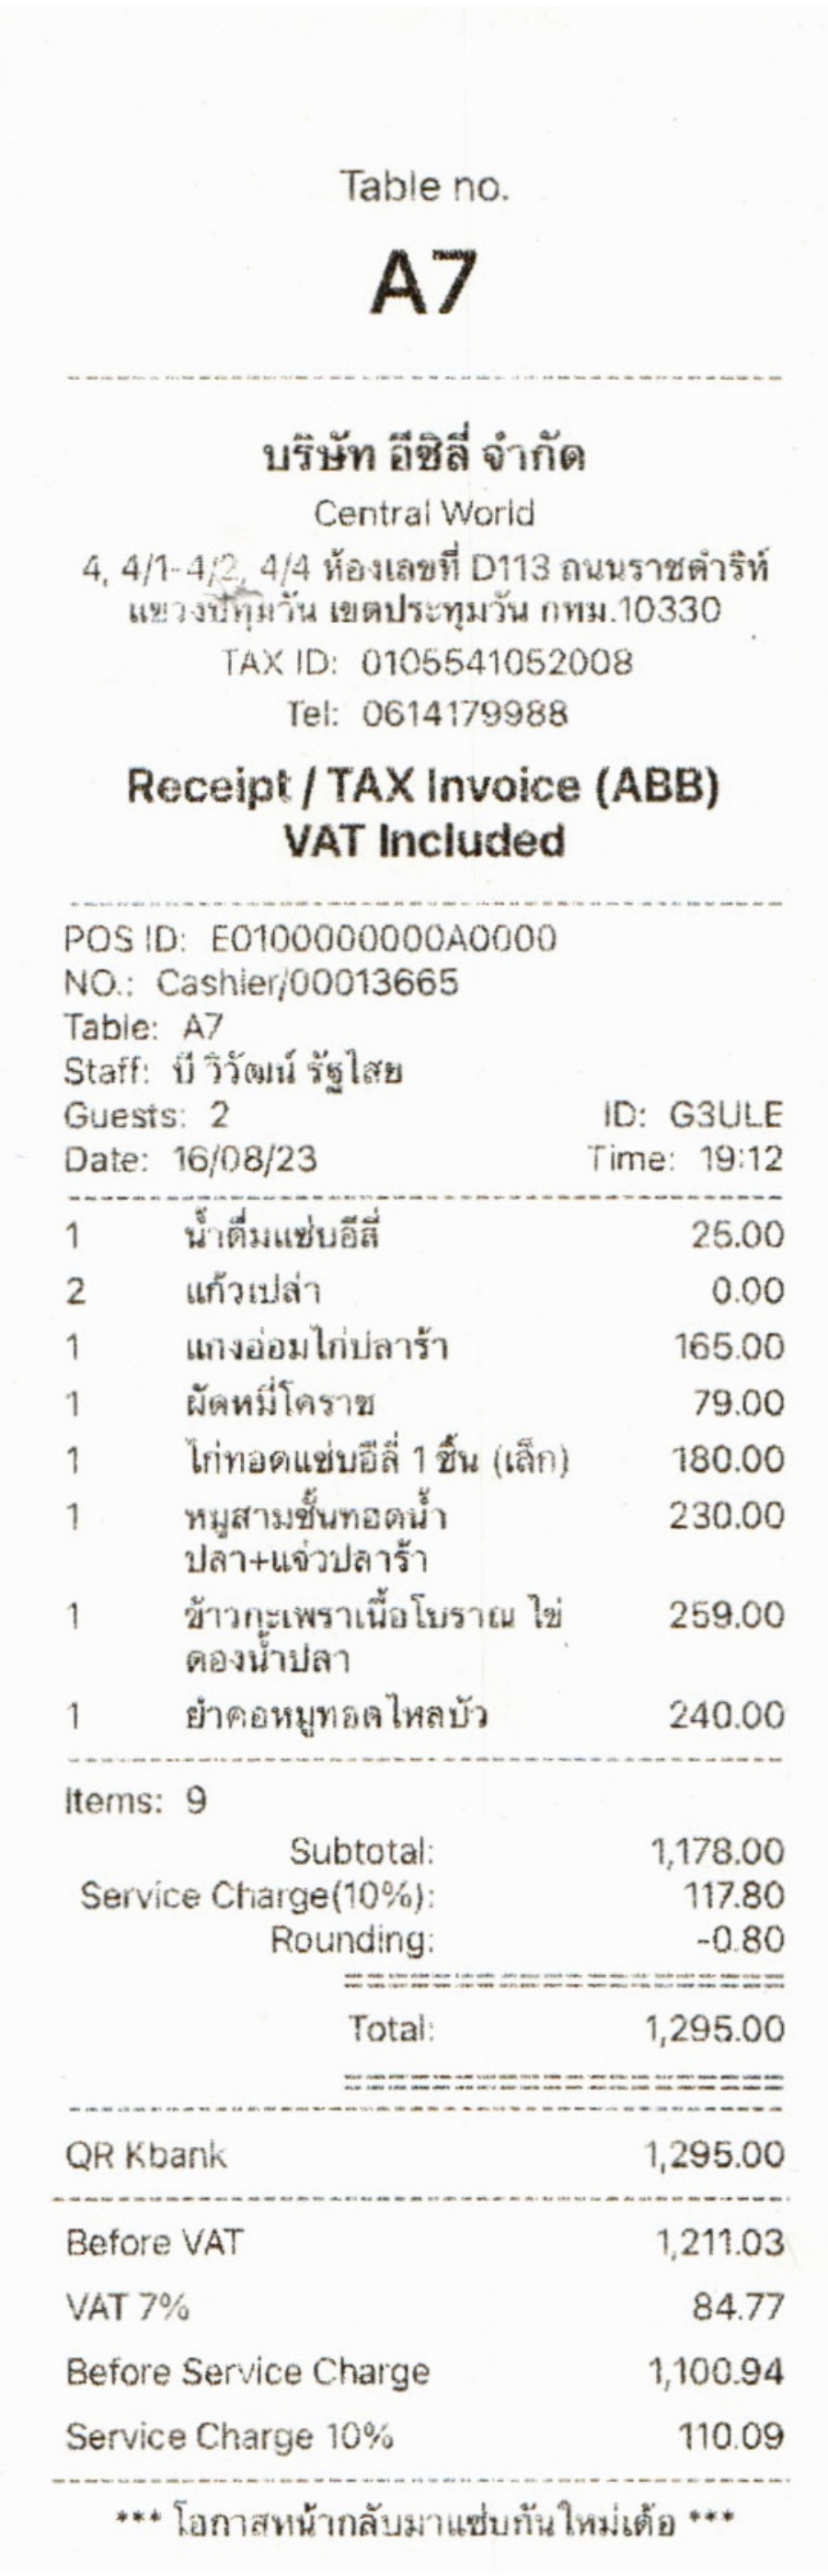 Table no.
A7
บริษัท อีซิลี่ จำกัด
Central World
4, 4/1-4/2, 4/4 ห้องเลขที่ D113 ถนนราชดำริห์
แขวงปทุมวัน เขตประทุมวัน กทม.10330
TAX ID: 0105541052008
Tel: 0614179988
Receipt / TAX Invoice (ABB)
VAT Included
POS ID: E0100000000A0000
NO.: Cashier/00013665
Table: A7
Staff: บี วิวัฒน์ รัฐไสย
Guests: 2 ID: G3ULE
Date: 16/08/23 Time: 19:12
1 น้ำดื่มแซ่บอีลี่ 25.00
2 แก้วเปล่า 0.00
1 แกงอ่อมไก่ปลาร้า 165.00
1 ผัดหมี่โคราช 79.00
1 ไก่ทอดแซ่บอีลี่ 1 ชิ้น (เล็ก) 180.00
1 หมูสามชั้นทอดน้ำ 230.00
ปลา+แจ่วปลาร้า
1 ข้าวกะเพราเนื้อโบราณ ไข่ 259.00
ดองน้ำปลา
1 ยำคอหมูทอดไหลบัว 240.00
Items: 9
Subtotal: 1,178.00
Service Charge(10%): 117.80
Rounding: -0.80
Total: 1,295.00
QR Kbank 1,295.00
Before VAT 1,211.03
VAT 7% 84.77
Before Service Charge 1,100.94
Service Charge 10% 110.09
*** โอกาสหน้ากลับมาแซ่บกันใหม่เด้อ ***